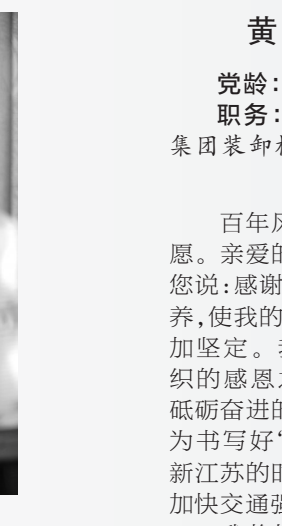 黄
党龄：
职务：
集团装卸
百年风
愿。亲爱的
您说：感谢
养，使我的
加坚定。
织的感恩
砥砺奋进的
为书写好“
新江苏的时
加快交通强